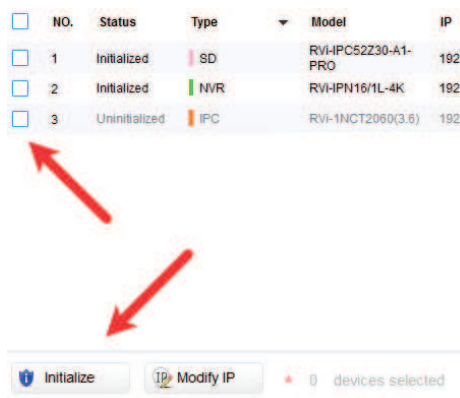 NO. Status Type Model IP
1 Initialized SD RVi-IPC52Z30-A1-PRO 192
2 Initialized NVR RVi-IPN16/1L-4K 192
3 Uninitialized IPC RVi-1NCT2060(3.6) 192
Initialize Modify IP 0 devices selected